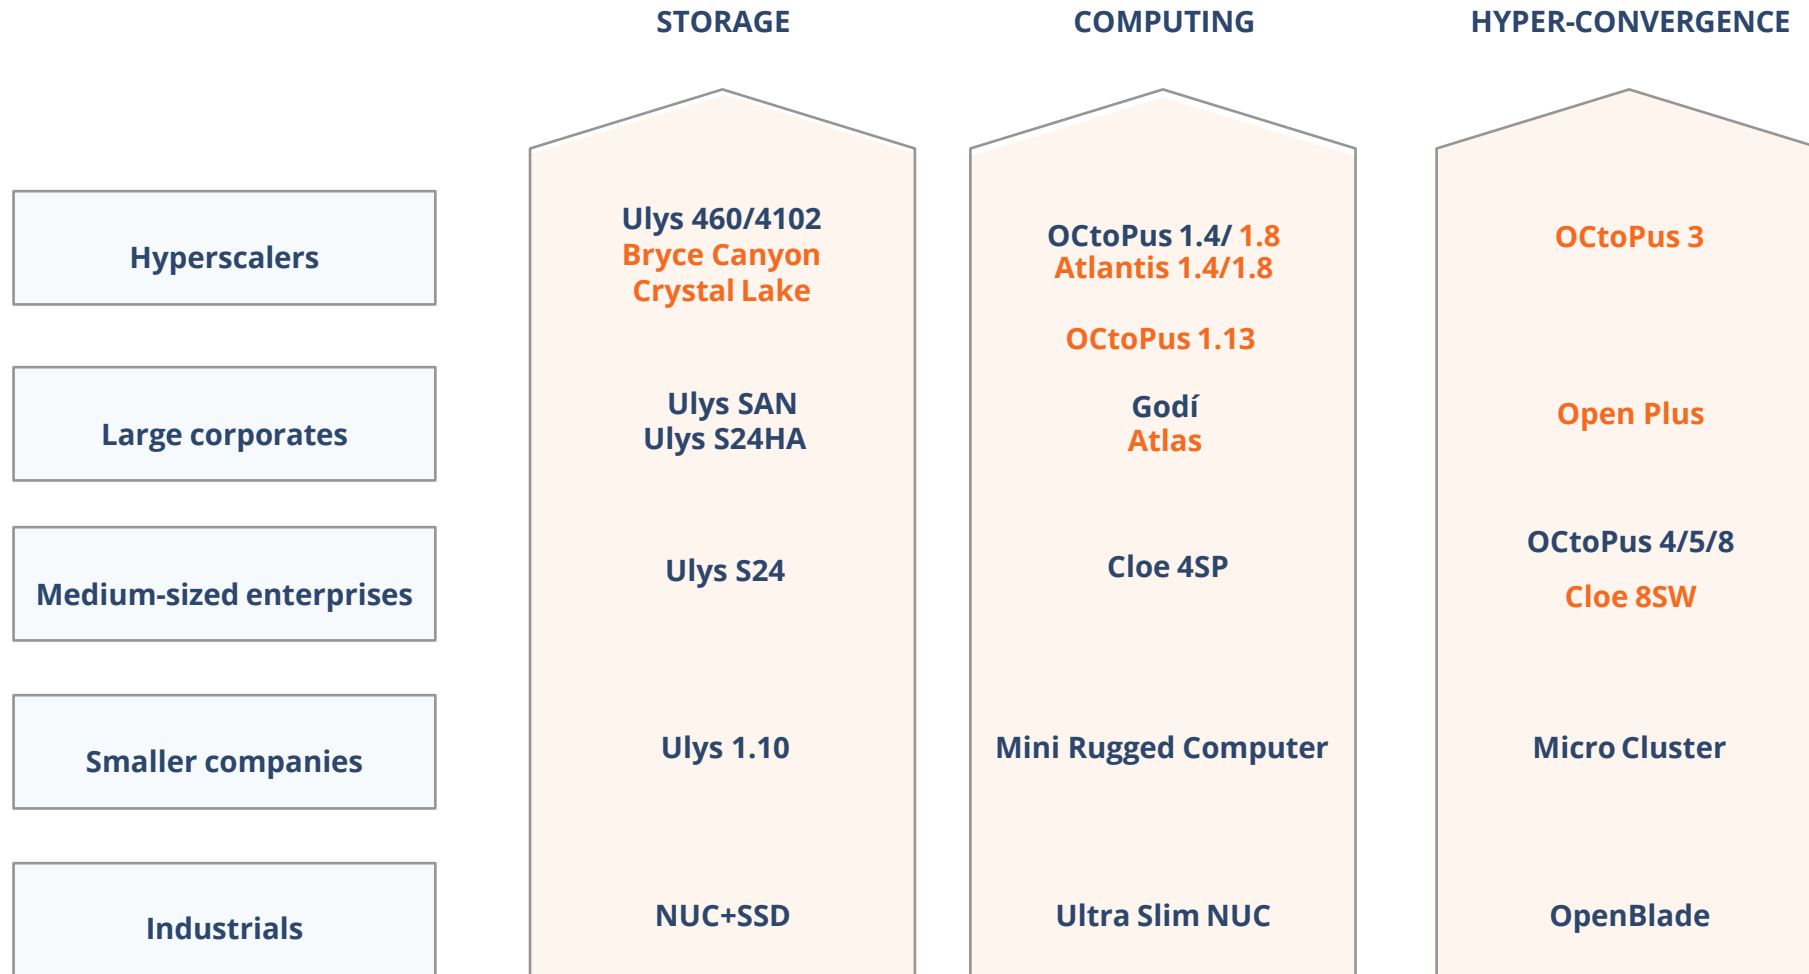 STORAGE
COMPUTING
HYPER-CONVERGENCE
Hyperscalers
Ulys 460/4102
Bryce Canyon
Crystal Lake
OCtoPus 1.4/ 1.8
Atlantis 1.4/1.8
OCtoPus 1.13
OCtoPus 3
Large corporates
Ulys SAN
Ulys S24HA
Godí
Atlas
Open Plus
Medium-sized enterprises
Ulys S24
Cloe 4SP
OCtoPus 4/5/8
Cloe 8SW
Smaller companies
Ulys 1.10
Mini Rugged Computer
Micro Cluster
Industrials
NUC+SSD
Ultra Slim NUC
OpenBlade